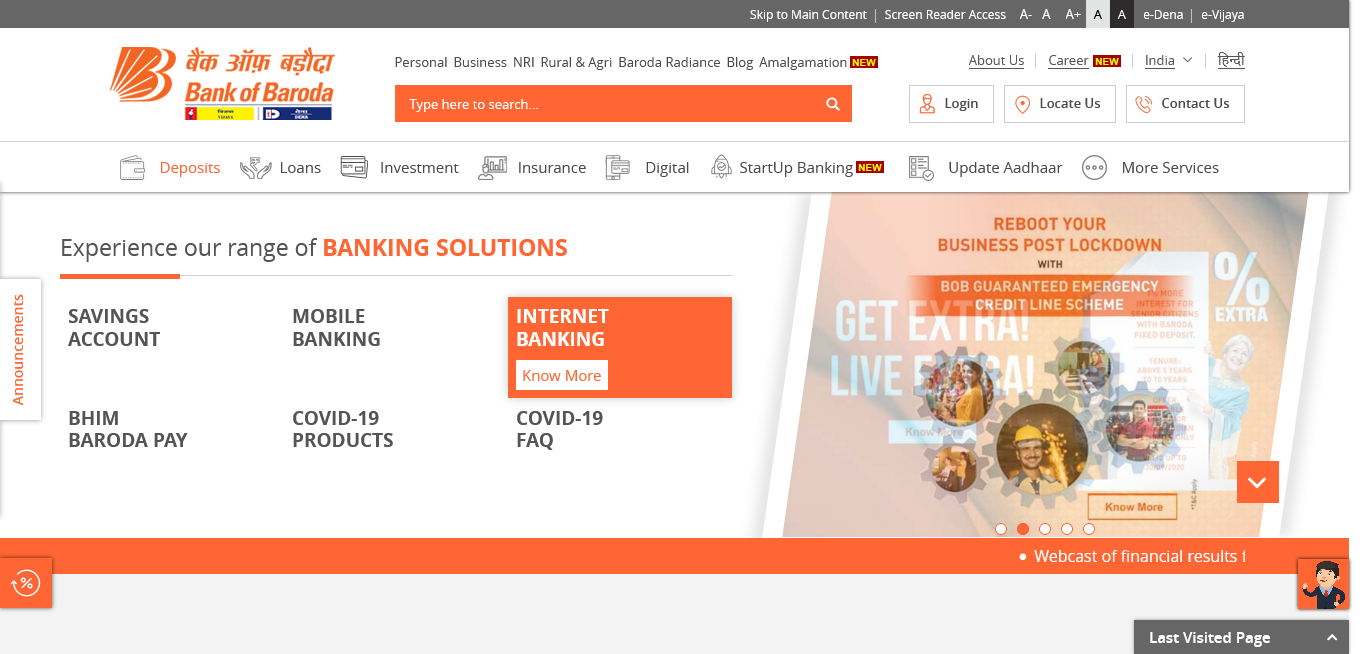 Skip to Main Content
Screen Reader Access
A- A A+ A A
e-Dena
e-Vijaya
बैंक ऑफ़ बड़ौदा
Bank of Baroda
VIJAYA
DENA
Personal Business NRI Rural & Agri Baroda Radiance Blog Amalgamation NEW
About Us
Career NEW
India
हिन्दी
Type here to search...
Login
Locate Us
Contact Us
Deposits
Loans
Investment
Insurance
Digital
StartUp Banking NEW
Update Aadhaar
More Services
Experience our range of BANKING SOLUTIONS
Announcements
SAVINGS
ACCOUNT
MOBILE
BANKING
INTERNET
BANKING
Know More
BHIM
BARODA PAY
COVID-19
PRODUCTS
COVID-19
FAQ
REBOOT YOUR
BUSINESS POST LOCKDOWN
WITH
BOB GUARANTEED EMERGENCY
CREDIT LINE SCHEME
GET EXTRA!
LIVE EXTRA!
%
EXTRA
MORE
INTEREST FOR
SENIOR CITIZENS
WITH BARODA
FIXED DEPOSIT.
TENURE:
ABOVE 5 YEARS
TO 10 YEARS
Know More
Know More
*T&C Apply
%
Webcast of financial results
Last Visited Page